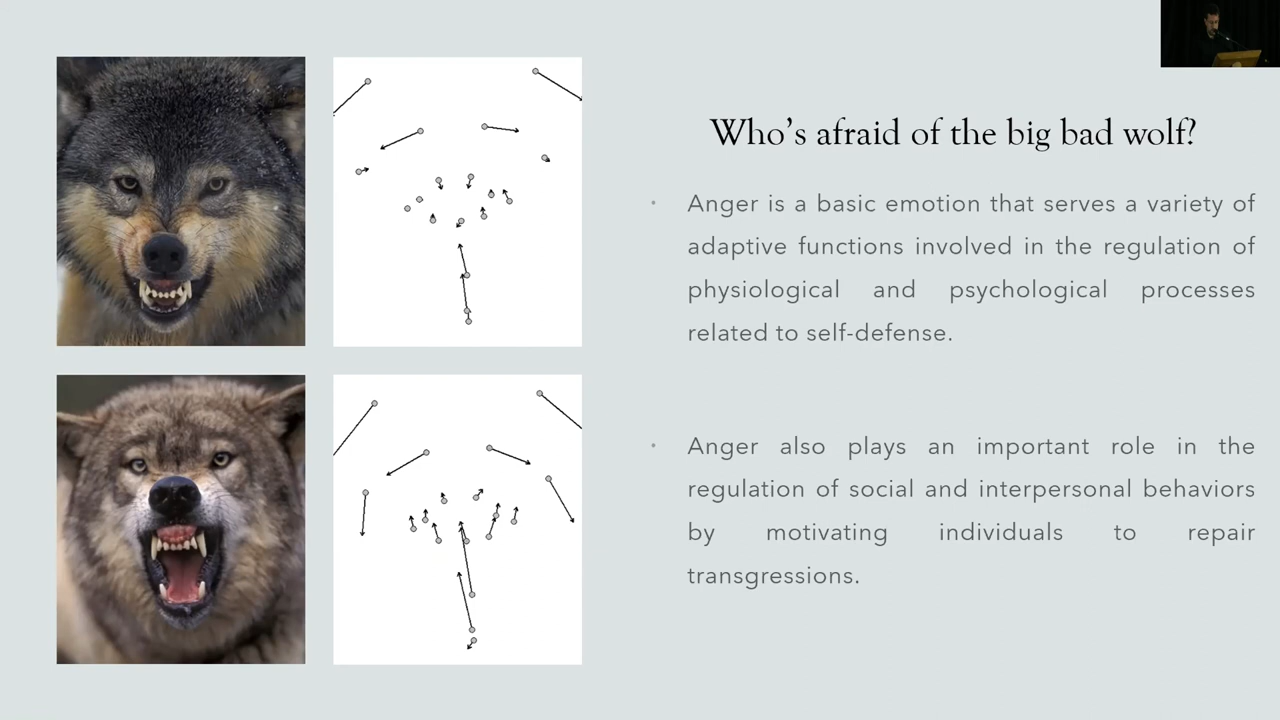 Who’s afraid of the big bad wolf?
• Anger is a basic emotion that serves a variety of
adaptive functions involved in the regulation of
physiological and psychological processes
related to self-defense.
• Anger also plays an important role in the
regulation of social and interpersonal behaviors
by motivating individuals to repair
transgressions.